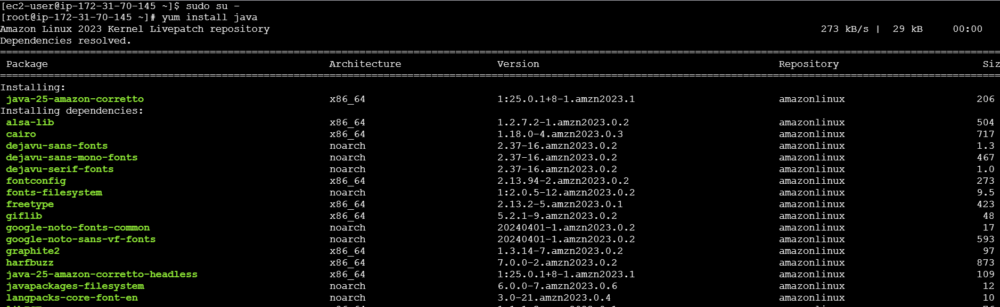 [ec2-user@ip-172-31-70-145 ~]$ sudo su -
[root@ip-172-31-70-145 ~]# yum install java
Amazon Linux 2023 Kernel Livepatch repository 273 kB/s | 29 kB 00:00
Dependencies resolved.
Package Architecture Version Repository Siz
Installing:
java-25-amazon-corretto x86_64 1:25.0.1+8-1.amzn2023.1 amazonlinux 206
Installing dependencies:
alsa-lib x86_64 1.2.7.2-1.amzn2023.0.2 amazonlinux 504
cairo x86_64 1.18.0-4.amzn2023.0.3 amazonlinux 717
dejavu-sans-fonts noarch 2.37-16.amzn2023.0.2 amazonlinux 1.3
dejavu-sans-mono-fonts noarch 2.37-16.amzn2023.0.2 amazonlinux 467
dejavu-serif-fonts noarch 2.37-16.amzn2023.0.2 amazonlinux 1.0
fontconfig x86_64 2.13.94-2.amzn2023.0.2 amazonlinux 273
fonts-filesystem noarch 1:2.0.5-12.amzn2023.0.2 amazonlinux 9.5
freetype x86_64 2.13.2-5.amzn2023.0.1 amazonlinux 423
giflib x86_64 5.2.1-9.amzn2023.0.2 amazonlinux 48
google-noto-fonts-common noarch 20240401-1.amzn2023.0.2 amazonlinux 17
google-noto-sans-vf-fonts noarch 20240401-1.amzn2023.0.2 amazonlinux 593
graphite2 x86_64 1.3.14-7.amzn2023.0.2 amazonlinux 97
harfbuzz x86_64 7.0.0-2.amzn2023.0.2 amazonlinux 873
java-25-amazon-corretto-headless x86_64 1:25.0.1+8-1.amzn2023.1 amazonlinux 109
javapackages-filesystem noarch 6.0.0-7.amzn2023.0.6 amazonlinux 12
langpacks-core-font-en noarch 3.0-21.amzn2023.0.4 amazonlinux 10